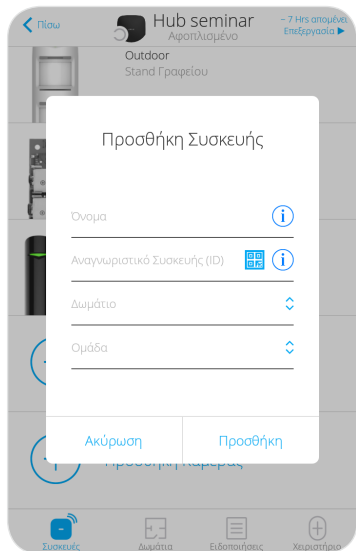 Πίσω
Hub seminar
Αφοπλισμένο
~ 7 Hrs απομένει
Επεξεργασία ▶
Outdoor
Stand Γραφείου
Προσθήκη Συσκευής
Όνομα
Αναγνωριστικό Συσκευής (ID)
Δωμάτιο
Ομάδα
Ακύρωση
Προσθήκη
Προσθήκη Κάμερας
Συσκευές
Δωμάτια
Ειδοποιήσεις
Χειριστήριο